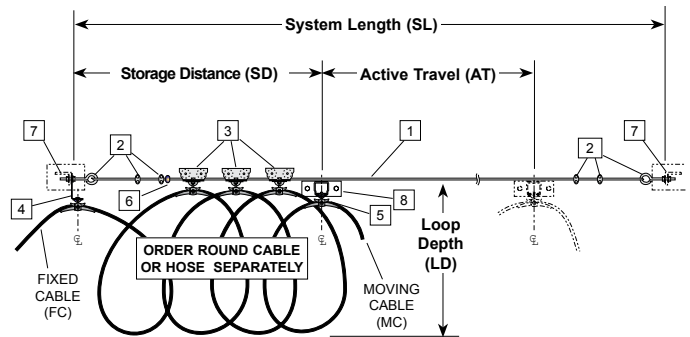 System Length (SL)
Storage Distance (SD)
Active Travel (AT)
7
2
3
1
2
7
4
6
8
5
℄
℄
℄
Loop
Depth
(LD)
ORDER ROUND CABLE
OR HOSE SEPARATELY
FIXED
CABLE
(FC)
MOVING
CABLE
(MC)